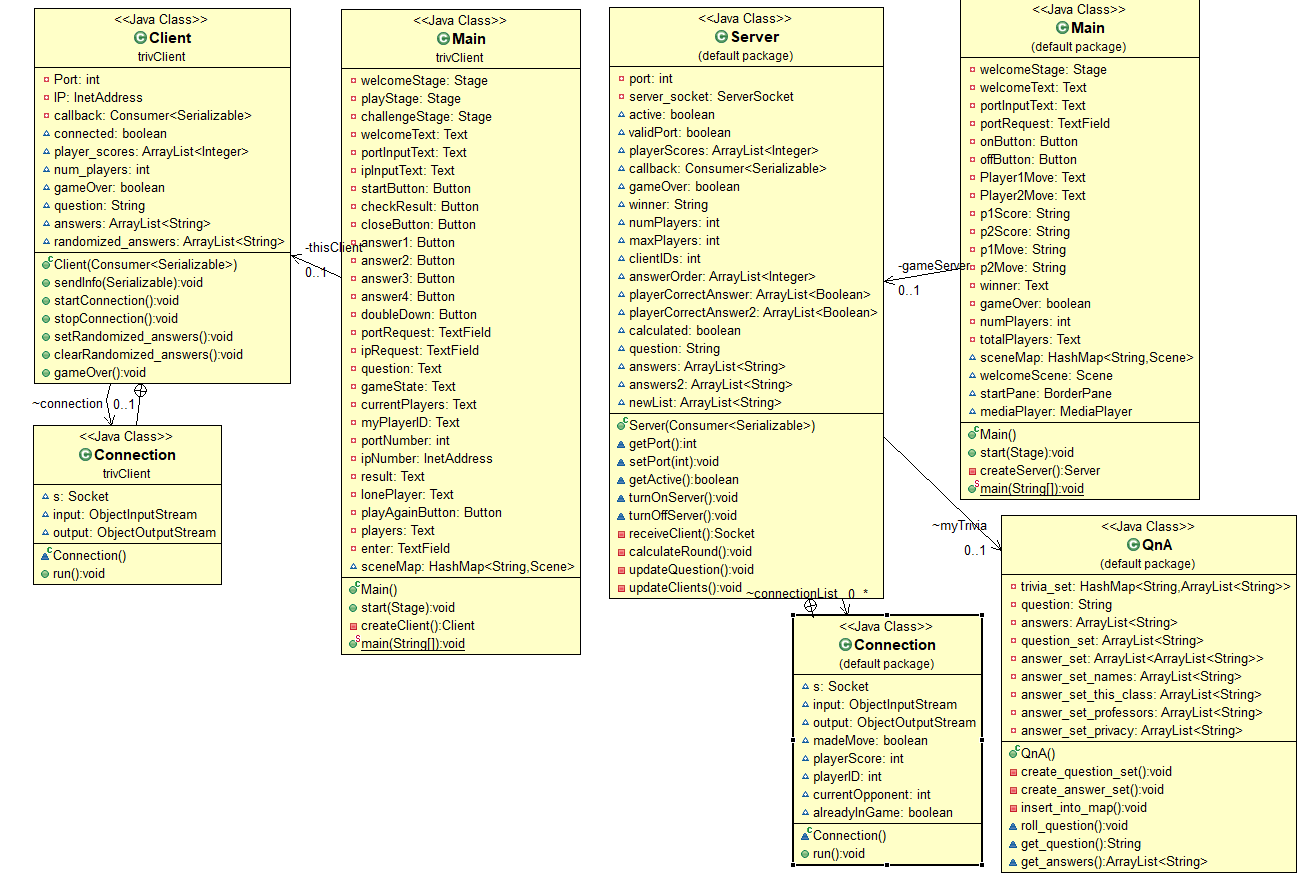 <<Java Class>>
Client
trivClient
Port: int
IP: InetAddress
callback: Consumer<Serializable>
connected: boolean
player_scores: ArrayList<Integer>
num_players: int
gameOver: boolean
question: String
answers: ArrayList<String>
randomized_answers: ArrayList<String>
Client(Consumer<Serializable>)
sendInfo(Serializable):void
startConnection():void
stopConnection():void
setRandomized_answers():void
clearRandomized_answers():void
gameOver():void
~connection
0..1
<<Java Class>>
Connection
trivClient
s: Socket
input: ObjectInputStream
output: ObjectOutputStream
Connection()
run():void
<<Java Class>>
Main
trivClient
welcomeStage: Stage
playStage: Stage
challengeStage: Stage
welcomeText: Text
portInputText: Text
ipInputText: Text
startButton: Button
checkResult: Button
closeButton: Button
answer1: Button
answer2: Button
answer3: Button
answer4: Button
doubleDown: Button
portRequest: TextField
ipRequest: TextField
question: Text
gameState: Text
currentPlayers: Text
myPlayerID: Text
portNumber: int
ipNumber: InetAddress
result: Text
lonePlayer: Text
playAgainButton: Button
players: Text
enter: TextField
sceneMap: HashMap<String,Scene>
Main()
start(Stage):void
createClient():Client
main(String[]):void
-thisClient
0..1
<<Java Class>>
Server
(default package)
port: int
server_socket: ServerSocket
active: boolean
validPort: boolean
playerScores: ArrayList<Integer>
callback: Consumer<Serializable>
gameOver: boolean
winner: String
numPlayers: int
maxPlayers: int
clientIDs: int
answerOrder: ArrayList<Integer>
playerCorrectAnswer: ArrayList<Boolean>
playerCorrectAnswer2: ArrayList<Boolean>
calculated: boolean
question: String
answers: ArrayList<String>
answers2: ArrayList<String>
newList: ArrayList<String>
Server(Consumer<Serializable>)
getPort():int
setPort(int):void
getActive():boolean
turnOnServer():void
turnOffServer():void
receiveClient():Socket
calculateRound():void
updateQuestion():void
updateClients():void
~connectionList
0..*
<<Java Class>>
Connection
(default package)
s: Socket
input: ObjectInputStream
output: ObjectOutputStream
madeMove: boolean
playerScore: int
playerID: int
currentOpponent: int
alreadyInGame: boolean
Connection()
run():void
<<Java Class>>
Main
(default package)
welcomeStage: Stage
welcomeText: Text
portInputText: Text
portRequest: TextField
onButton: Button
offButton: Button
Player1Move: Text
Player2Move: Text
p1Score: String
p2Score: String
p1Move: String
p2Move: String
winner: Text
gameOver: boolean
numPlayers: int
totalPlayers: Text
sceneMap: HashMap<String,Scene>
welcomeScene: Scene
startPane: BorderPane
mediaPlayer: MediaPlayer
Main()
start(Stage):void
createServer():Server
main(String[]):void
-gameServer
0..1
~myTrivia
0..1
<<Java Class>>
QnA
(default package)
trivia_set: HashMap<String,ArrayList<String>>
question: String
answers: ArrayList<String>
question_set: ArrayList<String>
answer_set: ArrayList<ArrayList<String>>
answer_set_names: ArrayList<String>
answer_set_this_class: ArrayList<String>
answer_set_professors: ArrayList<String>
answer_set_privacy: ArrayList<String>
QnA()
create_question_set():void
create_answer_set():void
insert_into_map():void
roll_question():void
get_question():String
get_answers():ArrayList<String>